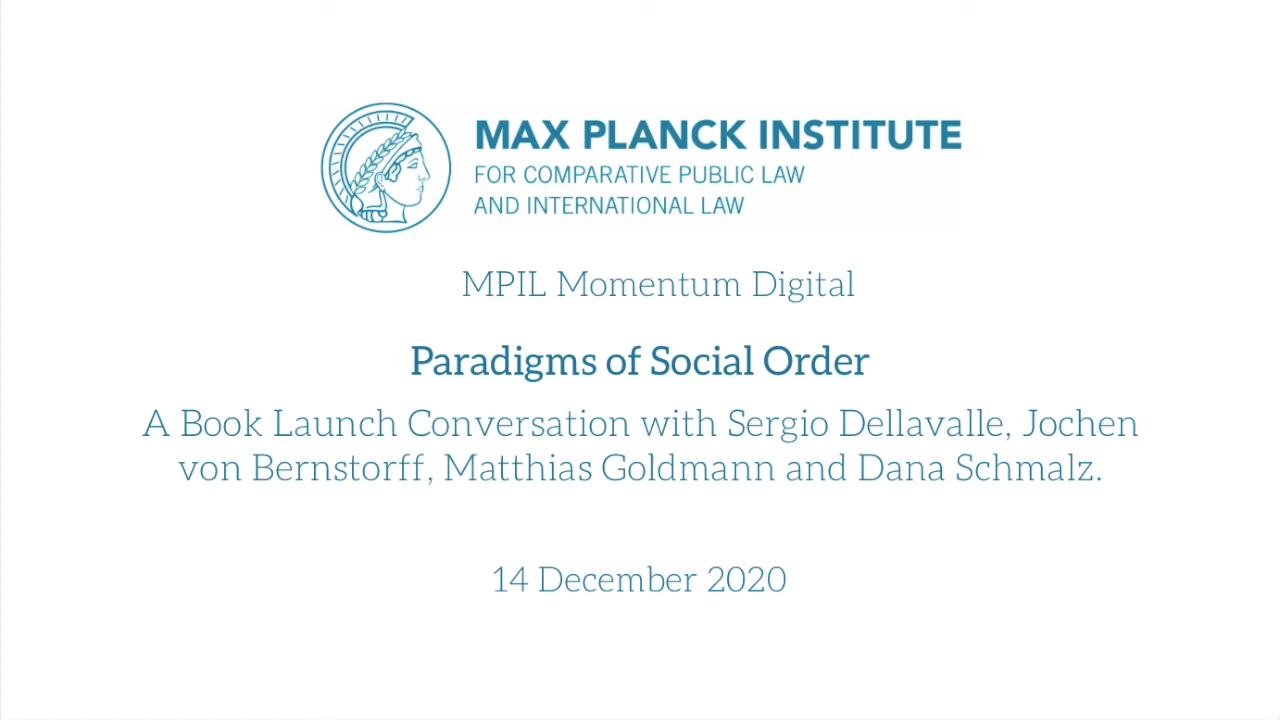 MAX PLANCK INSTITUTE
FOR COMPARATIVE PUBLIC LAW
AND INTERNATIONAL LAW
MPIL Momentum Digital
Paradigms of Social Order
A Book Launch Conversation with Sergio Dellavalle, Jochen
von Bernstorff, Matthias Goldmann and Dana Schmalz.
14 December 2020